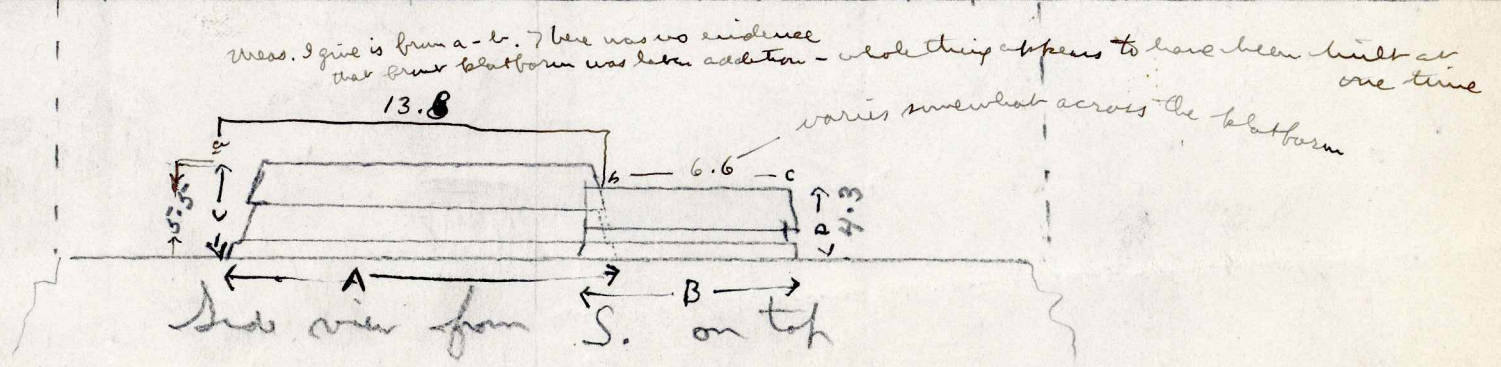 Meas. I give is from a-b. There was no evidence
that front platform was later addition - whole thing appears to have been built at
one time
13.8
varies somewhat across the platform
a
b — 6.6 — c
5.5
C
D
4.3
A
B
Side view from S. on top